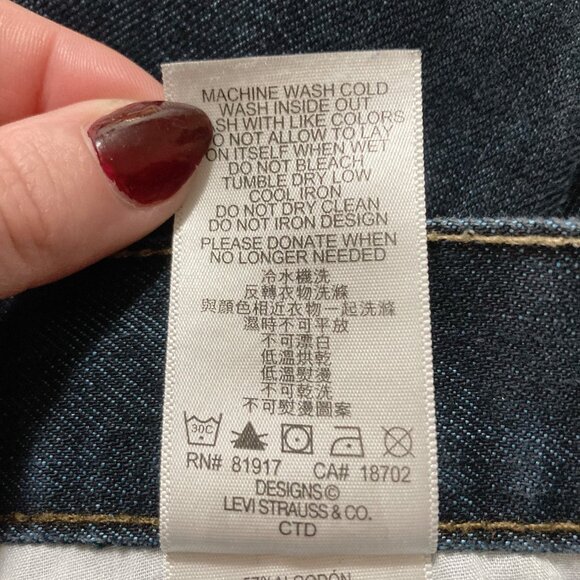 MACHINE WASH COLD
WASH INSIDE OUT
WITH LIKE COLORS
NOT ALLOW TO LAY
ON ITSELF WHEN WET
DO NOT BLEACH
TUMBLE DRY LOW
COOL IRON
DO NOT DRY CLEAN
DO NOT IRON DESIGN
PLEASE DONATE WHEN
NO LONGER NEEDED
冷水機洗
反轉衣物洗滌
與顏色相近衣物一起洗滌
濕時不可平放
不可漂白
低溫烘乾
低溫熨燙
不可乾洗
不可熨燙圖案
30C
RN# 81917 CA# 18702
DESIGNS©
LEVI STRAUSS & CO.
CTD